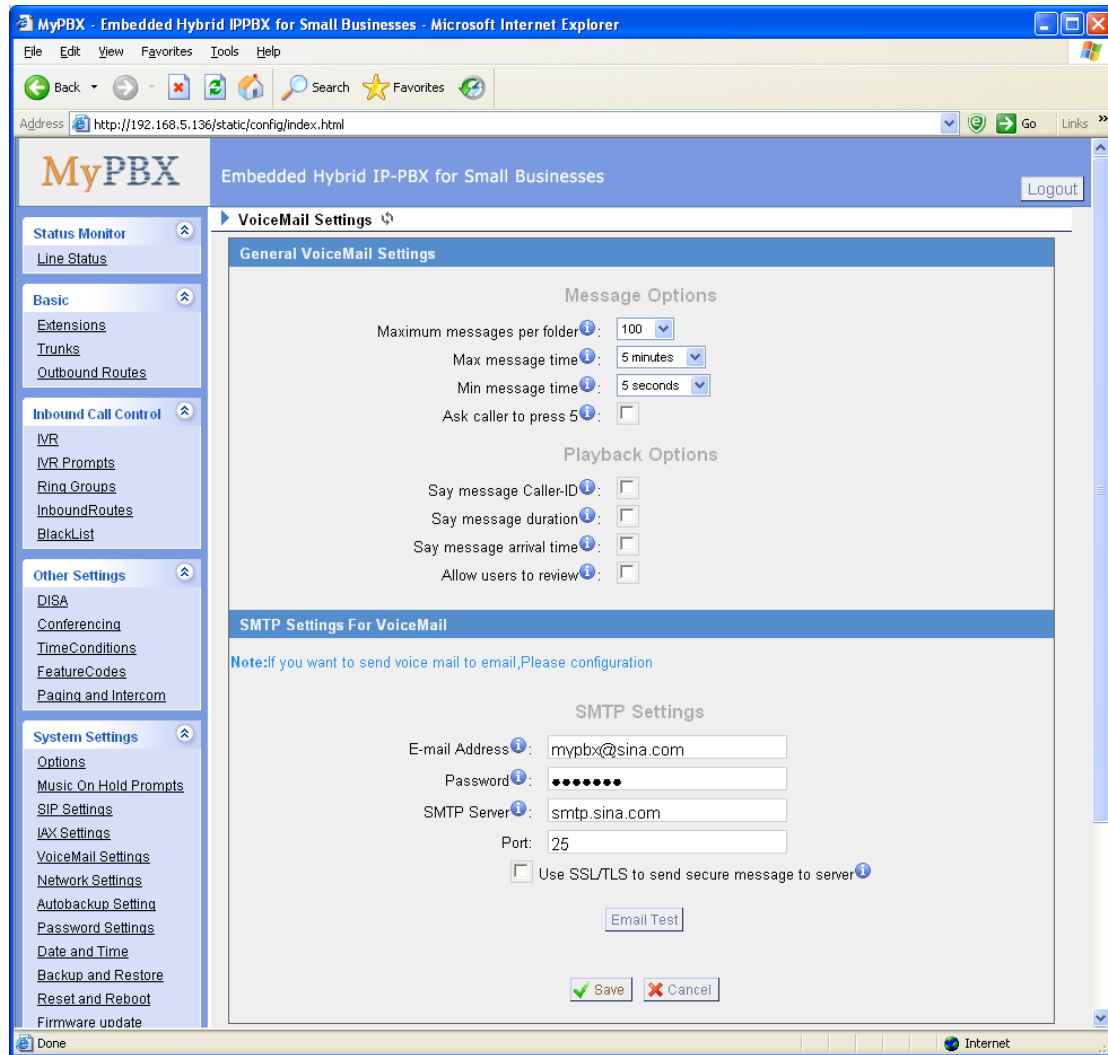 MyPBX - Embedded Hybrid IPPBX for Small Businesses - Microsoft Internet Explorer
File Edit View Favorites Tools Help
Back Search Favorites
Address http://192.168.5.136/static/config/index.html Go Links »
MyPBX
Embedded Hybrid IP-PBX for Small Businesses
Logout
Status Monitor
Line Status
Basic
Extensions
Trunks
Outbound Routes
Inbound Call Control
IVR
IVR Prompts
Ring Groups
InboundRoutes
BlackList
Other Settings
DISA
Conferencing
TimeConditions
FeatureCodes
Paging and Intercom
System Settings
Options
Music On Hold Prompts
SIP Settings
IAX Settings
VoiceMail Settings
Network Settings
Autobackup Setting
Password Settings
Date and Time
Backup and Restore
Reset and Reboot
Firmware update
VoiceMail Settings
General VoiceMail Settings
Message Options
Maximum messages per folder: 100
Max message time: 5 minutes
Min message time: 5 seconds
Ask caller to press 5:
Playback Options
Say message Caller-ID:
Say message duration:
Say message arrival time:
Allow users to review:
SMTP Settings For VoiceMail
Note:If you want to send voice mail to email,Please configuration
SMTP Settings
E-mail Address: mypbx@sina.com
Password: •••••••
SMTP Server: smtp.sina.com
Port: 25
Use SSL/TLS to send secure message to server
Email Test
Save Cancel
Done Internet